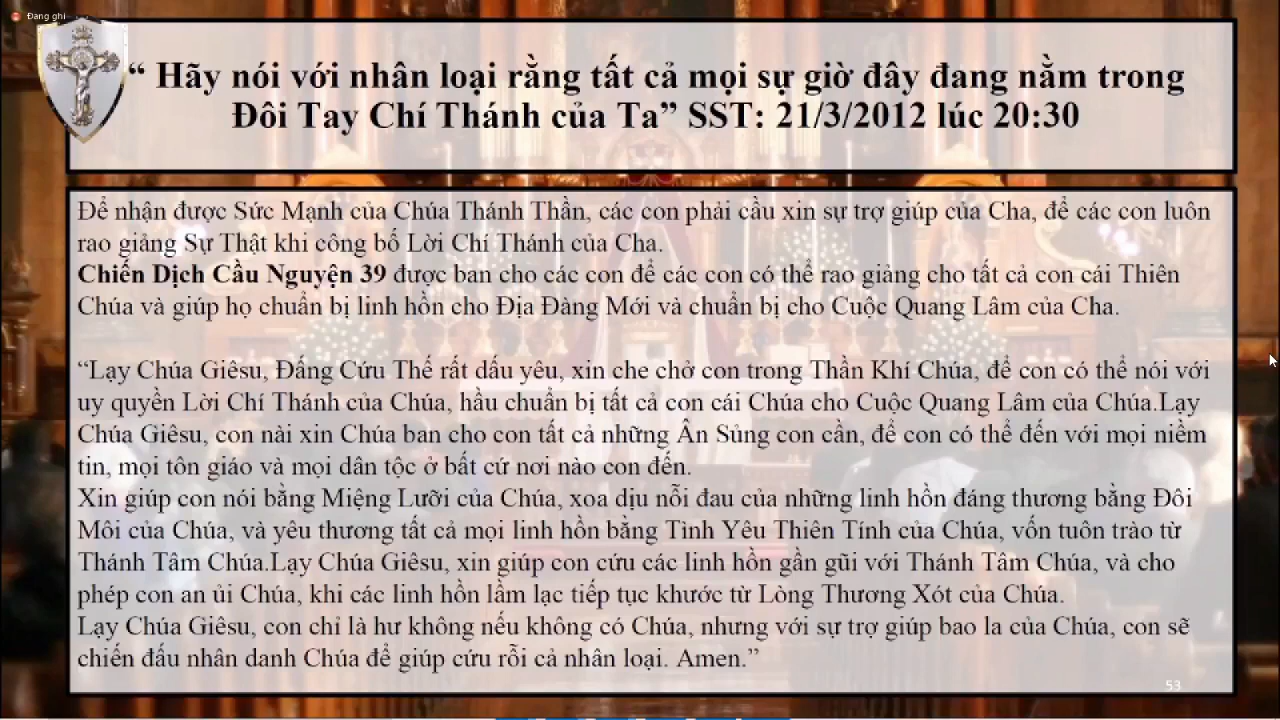 Đang ghi
“ Hãy nói với nhân loại rằng tất cả mọi sự giờ đây đang nằm trong
Đôi Tay Chí Thánh của Ta” SST: 21/3/2012 lúc 20:30
Để nhận được Sức Mạnh của Chúa Thánh Thần, các con phải cầu xin sự trợ giúp của Cha, để các con luôn
rao giảng Sự Thật khi công bố Lời Chí Thánh của Cha.
Chiến Dịch Cầu Nguyện 39 được ban cho các con để các con có thể rao giảng cho tất cả con cái Thiên
Chúa và giúp họ chuẩn bị linh hồn cho Địa Đàng Mới và chuẩn bị cho Cuộc Quang Lâm của Cha.
“Lạy Chúa Giêsu, Đấng Cứu Thế rất dấu yêu, xin che chở con trong Thần Khí Chúa, để con có thể nói với
uy quyền Lời Chí Thánh của Chúa, hầu chuẩn bị tất cả con cái Chúa cho Cuộc Quang Lâm của Chúa.Lạy
Chúa Giêsu, con nài xin Chúa ban cho con tất cả những Ân Sủng con cần, để con có thể đến với mọi niềm
tin, mọi tôn giáo và mọi dân tộc ở bất cứ nơi nào con đến.
Xin giúp con nói bằng Miệng Lưỡi của Chúa, xoa dịu nỗi đau của những linh hồn đáng thương bằng Đôi
Môi của Chúa, và yêu thương tất cả mọi linh hồn bằng Tình Yêu Thiên Tính của Chúa, vốn tuôn trào từ
Thánh Tâm Chúa.Lạy Chúa Giêsu, xin giúp con cứu các linh hồn gần gũi với Thánh Tâm Chúa, và cho
phép con an ủi Chúa, khi các linh hồn lầm lạc tiếp tục khước từ Lòng Thương Xót của Chúa.
Lạy Chúa Giêsu, con chỉ là hư không nếu không có Chúa, nhưng với sự trợ giúp bao la của Chúa, con sẽ
chiến đấu nhân danh Chúa để giúp cứu rỗi cả nhân loại. Amen.”
53